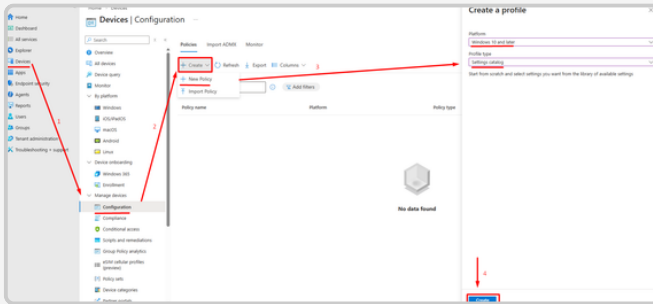 Home
Dashboard
All services
Explorer
Devices
Apps
Endpoint security
Agents
Reports
Users
Groups
Tenant administration
Troubleshooting + support
1
Devices | Configuration
Search
Overview
All devices
Device query
Monitor
By platform
Windows
iOS/iPadOS
macOS
Android
Linux
Device onboarding
Windows 365
Enrollment
Manage devices
Configuration
Compliance
Conditional access
Scripts and remediations
Group Policy analytics
eSIM cellular profiles (preview)
Policy sets
Device categories
Partner portals
2
Policies Import ADMX Monitor
Create Refresh Export Columns
3
New Policy
Import Policy
Add filters
Policy name Platform Policy type
No data found
Create a profile
Platform
Windows 10 and later
Profile type
Settings catalog
Start from scratch and select settings you want from the library of available settings
4
Create